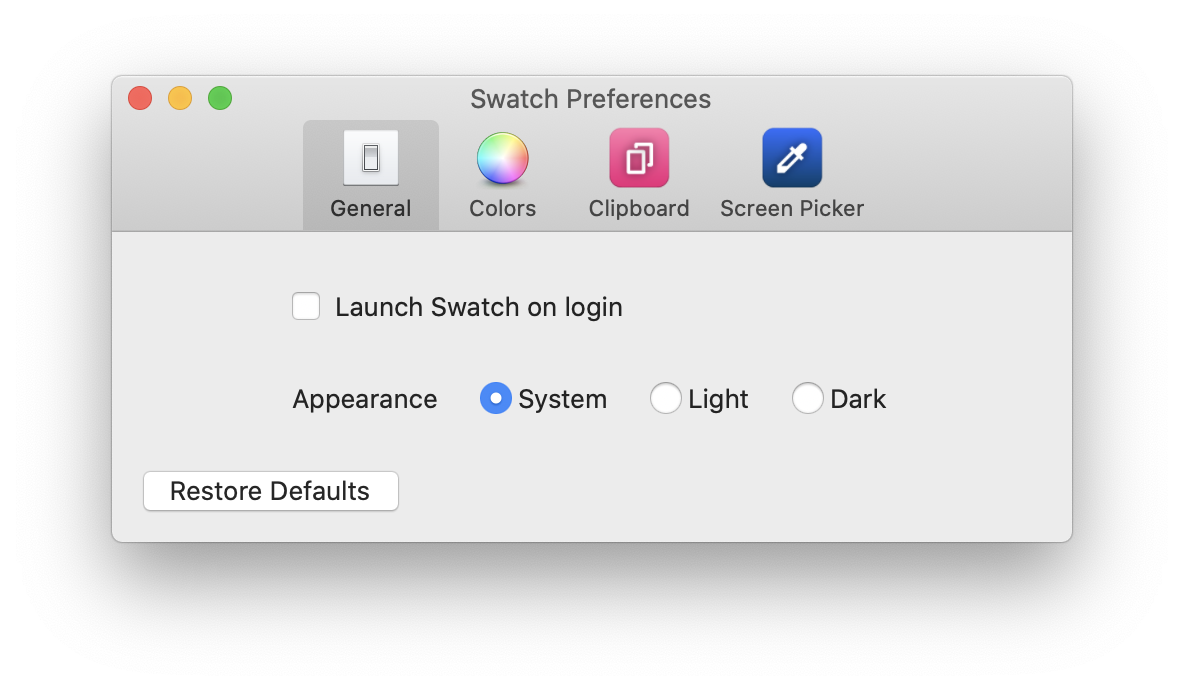 Swatch Preferences
General Colors Clipboard Screen Picker
Launch Swatch on login
Appearance System Light Dark
Restore Defaults